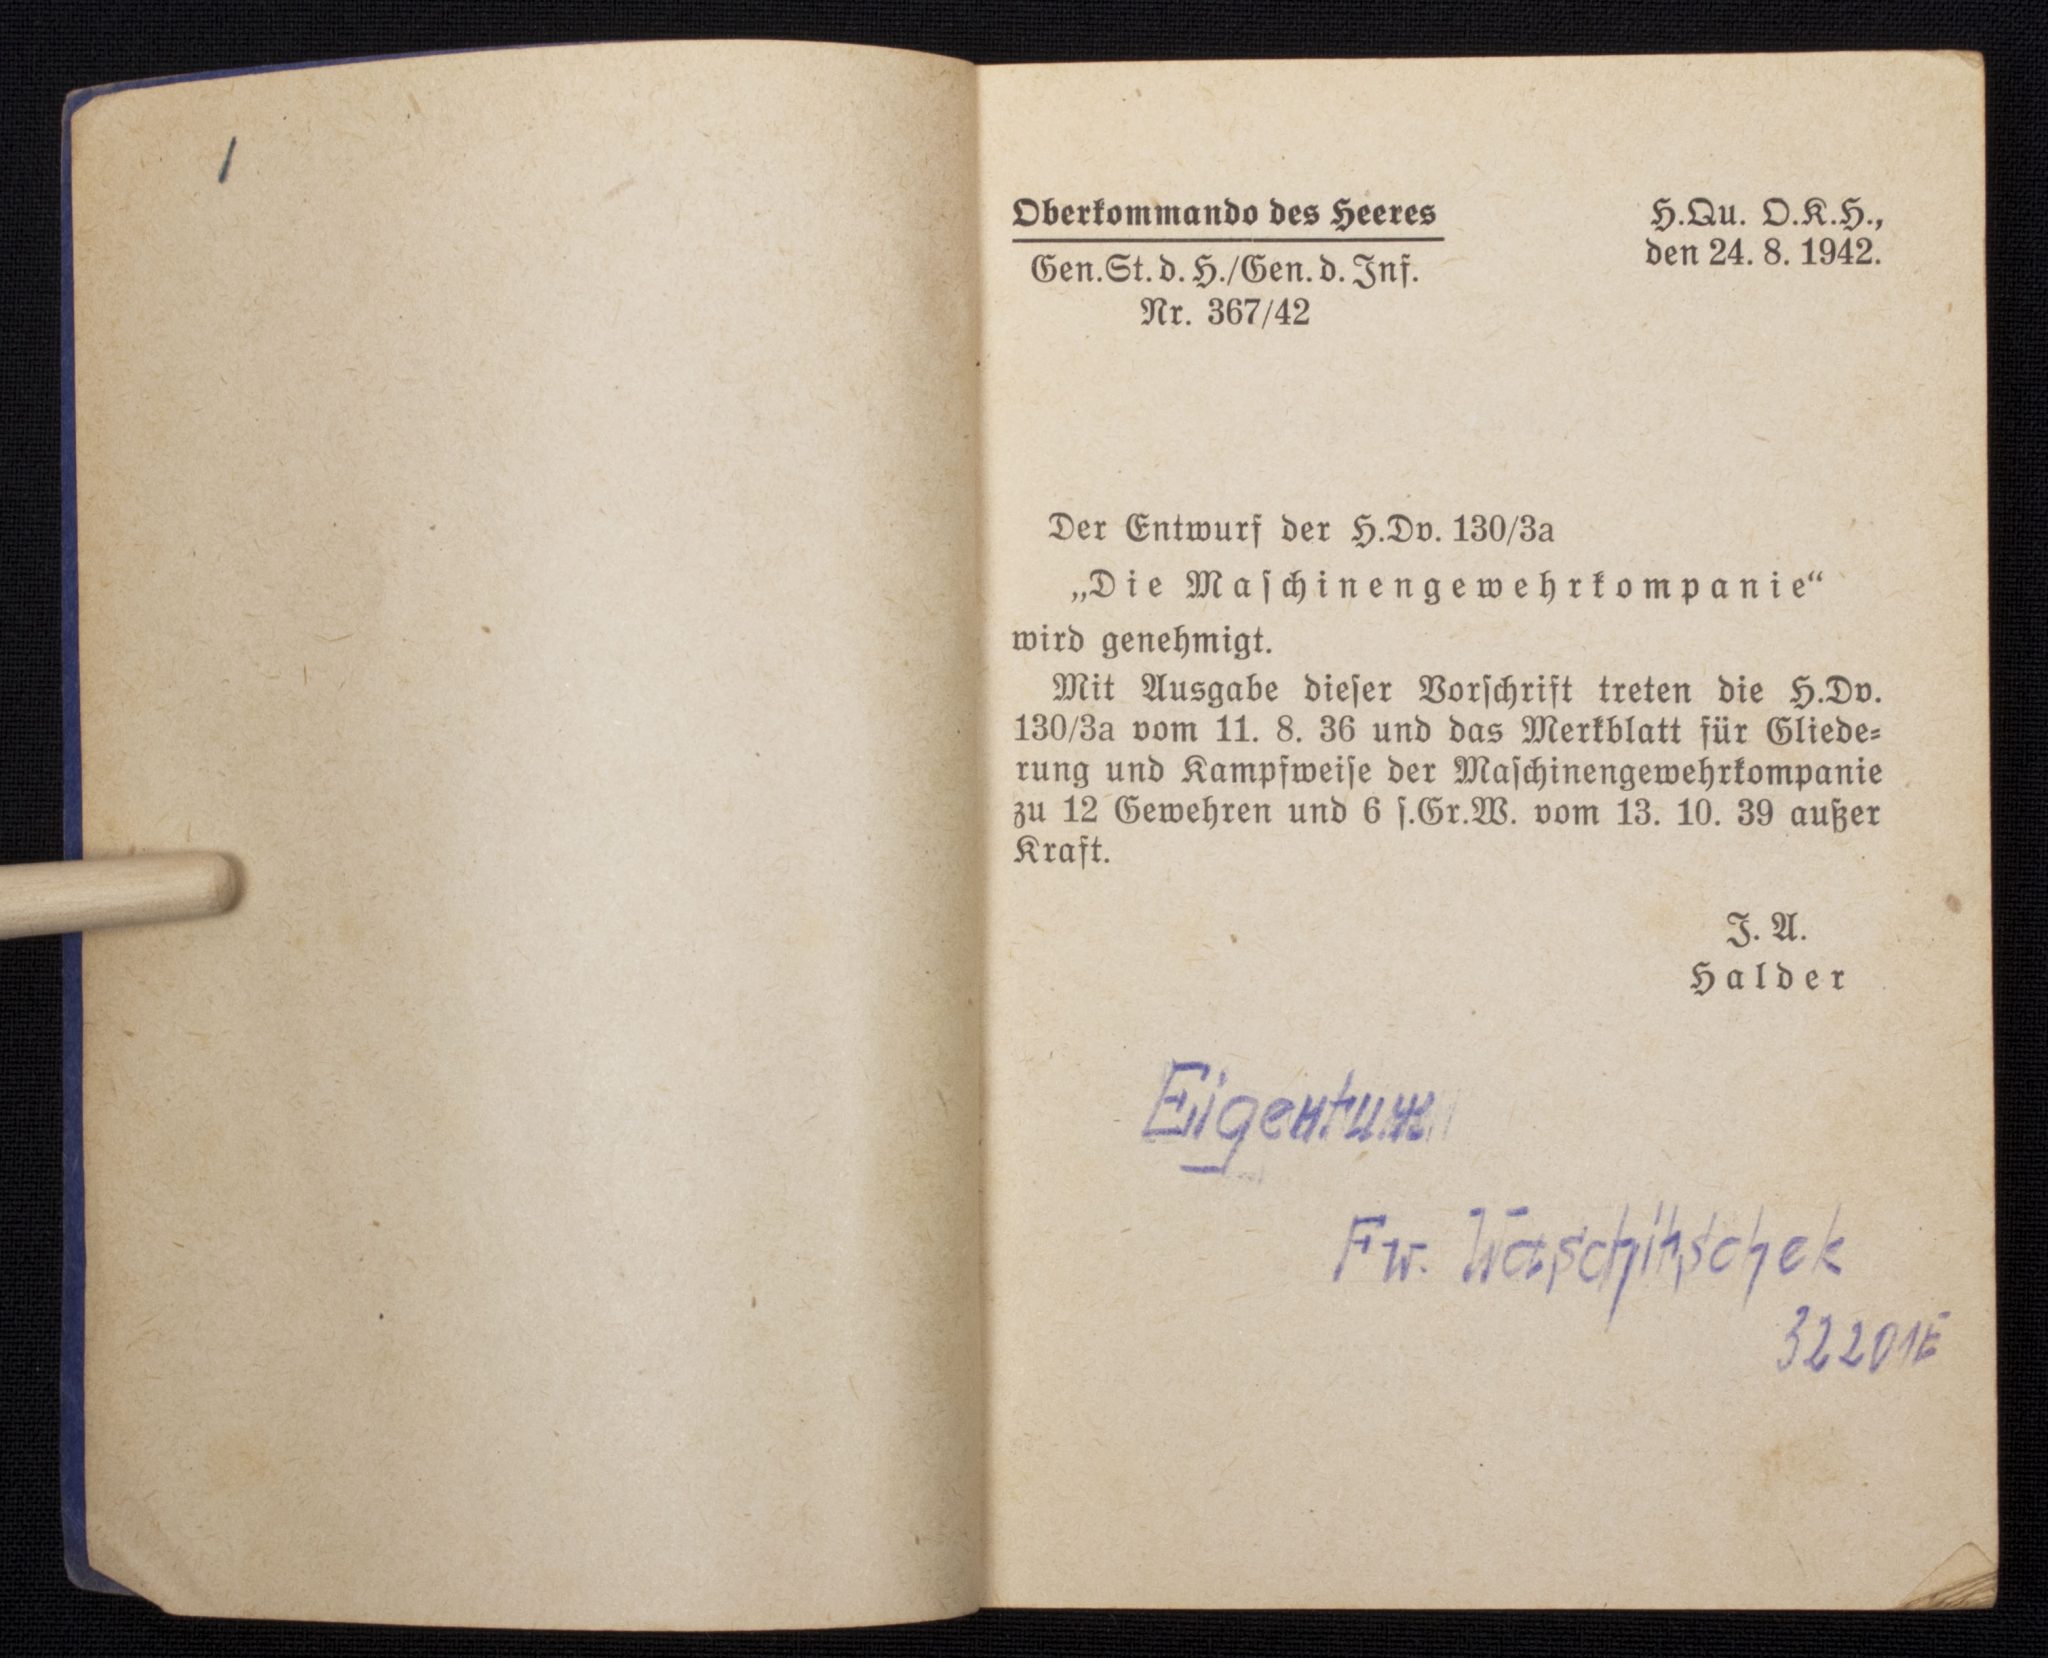 1
Oberkommando des Heeres
Gen.St. d. H./Gen. d. Inf.
Nr. 367/42
H.Qu. O.K.H.,
den 24. 8. 1942.
Der Entwurf der H.Dv. 130/3a
„Die Maschinengewehrkompanie“
wird genehmigt.
Mit Ausgabe dieser Vorschrift treten die H.Dv.
130/3a vom 11. 8. 36 und das Merkblatt für Gliede-
rung und Kampfweise der Maschinengewehrkompanie
zu 12 Gewehren und 6 s.Gr.W. vom 13. 10. 39 außer
Kraft.
I. A.
Halder
Eigentum
Fw.
32201E